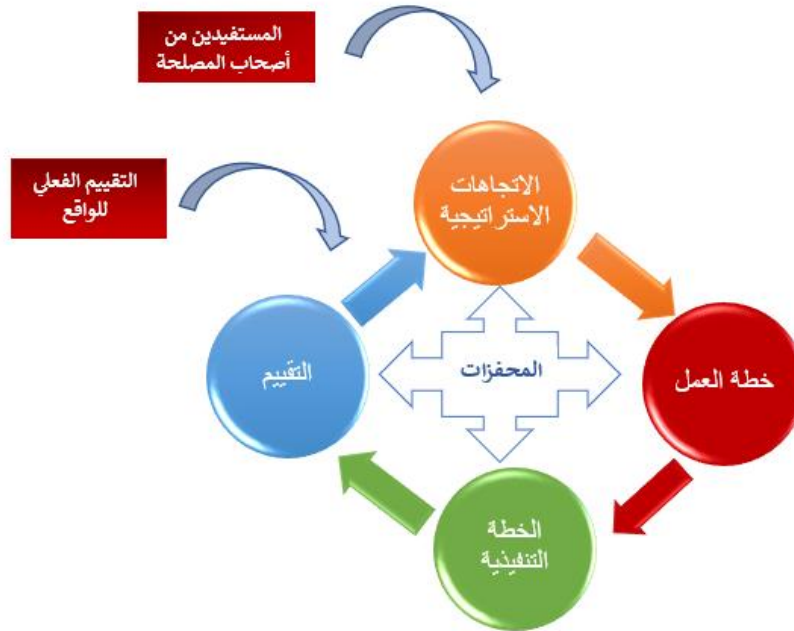 المستفيدين من
أصحاب المصلحة
الاتجاهات
الاستراتيجية
التقييم الفعلي
للواقع
خطة العمل
المحفزات
التقييم
الخطة
التنفيذية